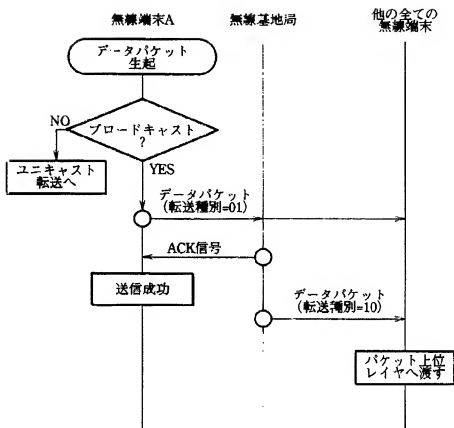 無線端末A
無線基地局
他の全ての
無線端末
データパケット
生起
NO
ブロードキャスト
?
ユニキャスト
転送へ
YES
データパケット
(転送種別=01)
ACK信号
送信成功
データパケット
(転送種別=10)
パケット上位
レイヤへ渡す